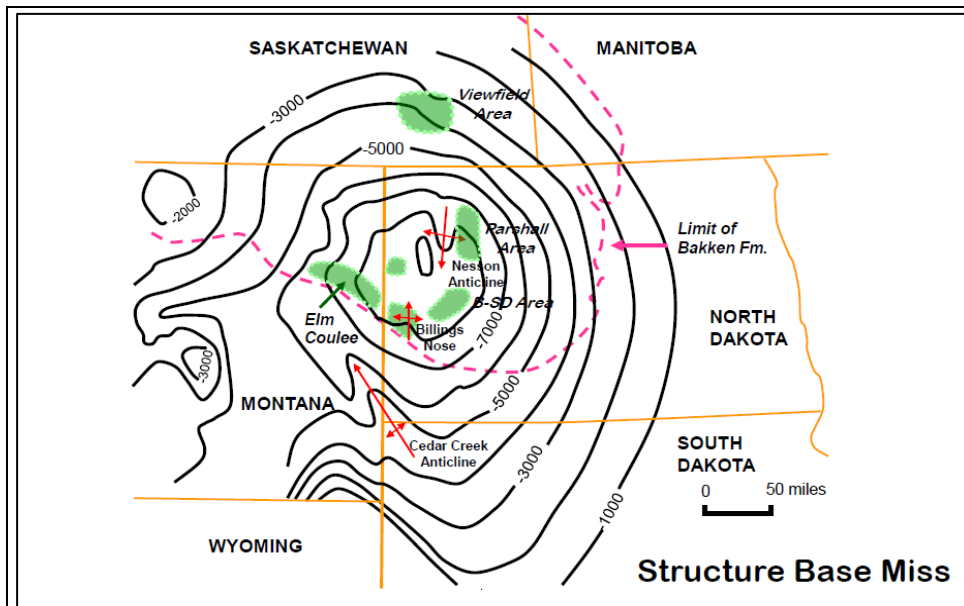 SASKATCHEWAN
MANITOBA
-3000
Viewfield
Area
-5000
-2000
Parshall
Area
Limit of
Bakken Fm.
Nesson
Anticline
B-SD Area
Elm
Coulee
Billings
Nose
-7000
NORTH
DAKOTA
-3000
MONTANA
-5000
Cedar Creek
Anticline
SOUTH
DAKOTA
-3000
0 50 miles
-1000
WYOMING
Structure Base Miss